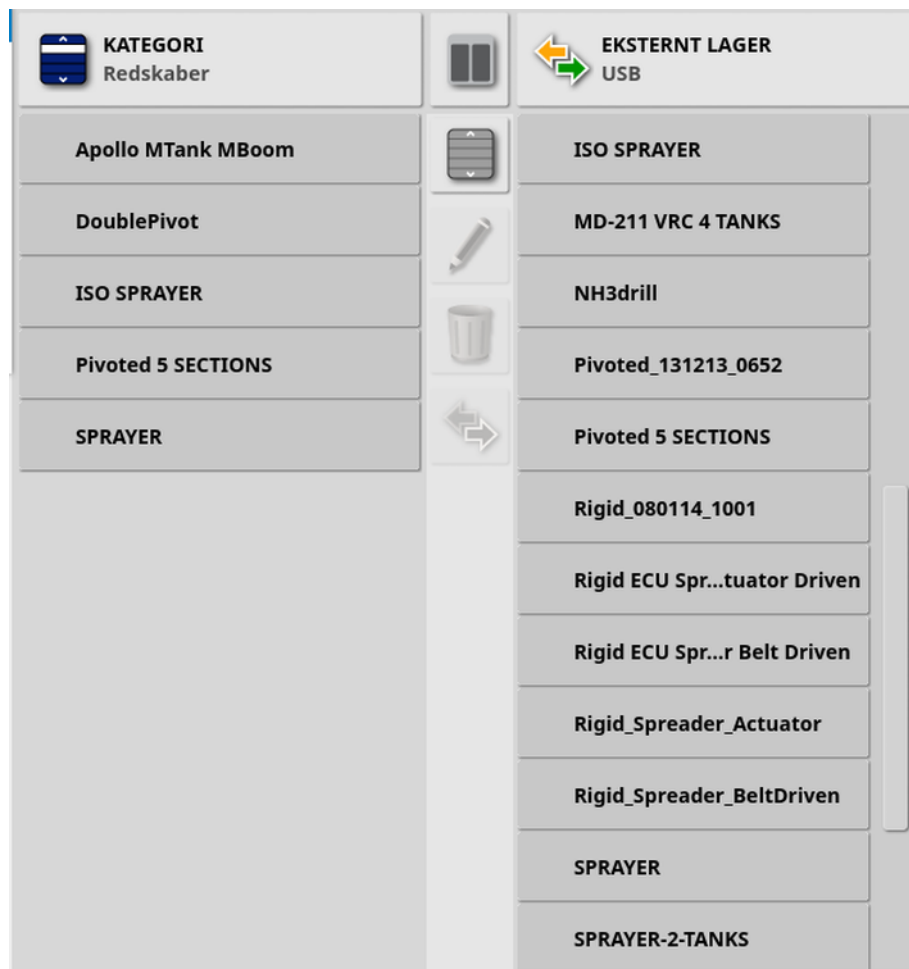 KATEGORI
Redskaber
EKSTERNT LAGER
USB
Apollo MTank MBoom
DoublePivot
ISO SPRAYER
Pivoted 5 SECTIONS
SPRAYER
ISO SPRAYER
MD-211 VRC 4 TANKS
NH3drill
Pivoted_131213_0652
Pivoted 5 SECTIONS
Rigid_080114_1001
Rigid ECU Spr...tuator Driven
Rigid ECU Spr...r Belt Driven
Rigid_Spreader_Actuator
Rigid_Spreader_BeltDriven
SPRAYER
SPRAYER-2-TANKS